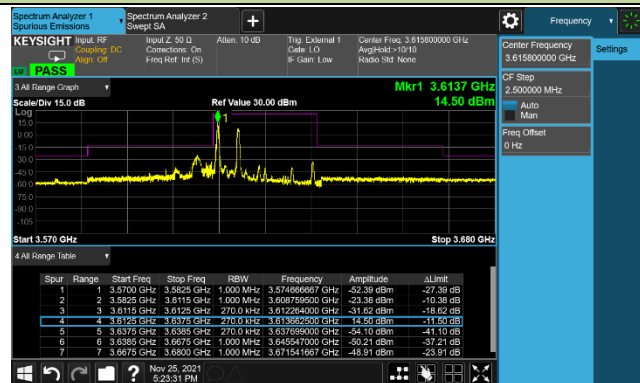 Spectrum Analyzer 1
Spurious Emissions
Spectrum Analyzer 2
Swept SA
Frequency
KEYSIGHT
Input: RF
Coupling: DC
Align: Off
Input Z: 50 Ω
Corrections: On
Freq Ref: Int (S)
Atten: 10 dB
Trig: External 1
Gate: LO
IF Gain: Low
Center Freq: 3.615800000 GHz
Avg|Hold:>10/10
Radio Std: None
PASS
Center Frequency
3.615800000 GHz
Settings
CF Step
2.500000 MHz
Auto
Man
Freq Offset
0 Hz
3 All Range Graph
Mkr1 3.6137 GHz
Scale/Div 15.0 dB
Ref Value 30.00 dBm
14.50 dBm
Log
15.0
0.00
-15.0
-30.0
-45.0
-60.0
-75.0
-90.0
-105
1
Start 3.570 GHz
Stop 3.680 GHz
4 All Range Table
Spur Range Start Freq Stop Freq RBW Frequency Amplitude ΔLimit
1 1 3.5700 GHz 3.5825 GHz 1.000 MHz 3.574666667 GHz -52.39 dBm -27.39 dB
2 2 3.5825 GHz 3.6115 GHz 1.000 MHz 3.608759500 GHz -23.38 dBm -10.38 dB
3 3 3.6115 GHz 3.6125 GHz 270.0 kHz 3.612264000 GHz -31.62 dBm -18.62 dB
4 4 3.6125 GHz 3.6375 GHz 270.0 kHz 3.613662500 GHz 14.50 dBm -11.50 dB
5 5 3.6375 GHz 3.6385 GHz 270.0 kHz 3.637699000 GHz -54.10 dBm -41.10 dB
6 6 3.6385 GHz 3.6675 GHz 1.000 MHz 3.645547000 GHz -50.21 dBm -37.21 dB
7 7 3.6675 GHz 3.6800 GHz 1.000 MHz 3.671541667 GHz -48.91 dBm -23.91 dB
Nov 25, 2021
5:23:31 PM